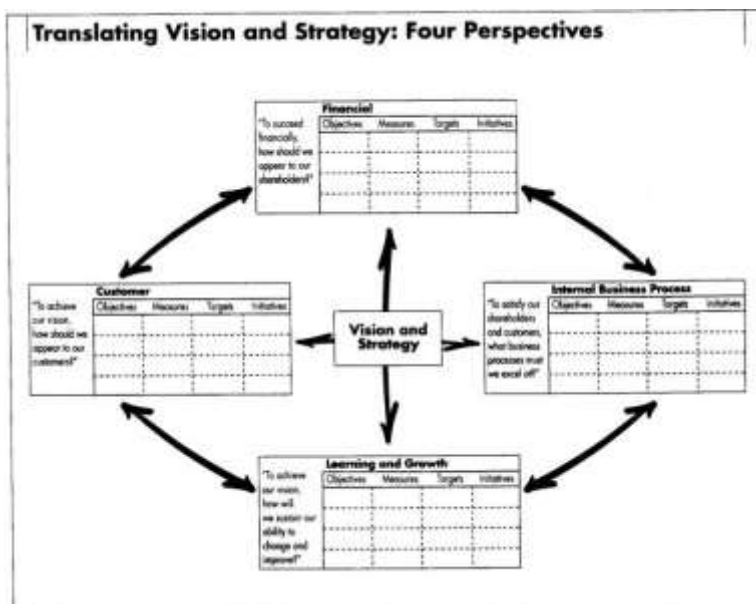 Translating Vision and Strategy: Four Perspectives
Financial
"To succeed
financially,
how should we
appear to our
shareholders?"
Objectives Measures Targets Initiatives
Customer
"To achieve
our vision,
how should we
appear to our
customers?"
Objectives Measures Targets Initiatives
Vision and
Strategy
Internal Business Process
"To satisfy our
shareholders
and customers,
what business
processes must
we excel at?"
Objectives Measures Targets Initiatives
Learning and Growth
"To achieve
our vision,
how will
we sustain our
ability to
change and
improve?"
Objectives Measures Targets Initiatives